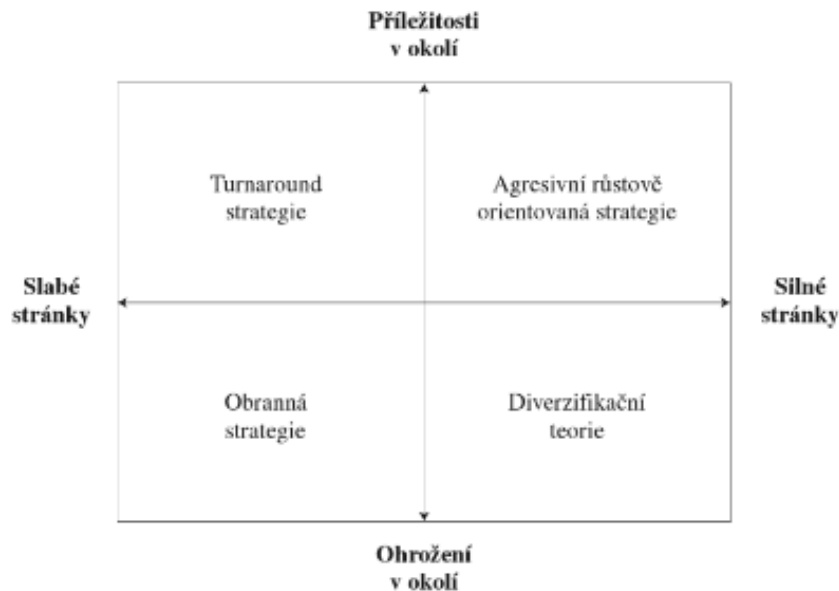 Příležitosti
v okolí
Turnaround
strategie
Agresivní růstově
orientovaná strategie
Slabé
stránky
Silné
stránky
Obranná
strategie
Diverzifikační
teorie
Ohrožení
v okolí